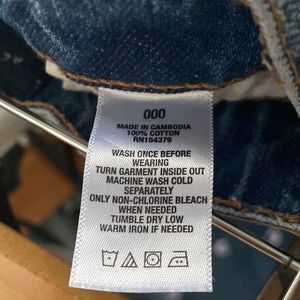 000
MADE IN CAMBODIA
100% COTTON
RN154379
WASH ONCE BEFORE
WEARING
TURN GARMENT INSIDE OUT
MACHINE WASH COLD
SEPARATELY
ONLY NON-CHLORINE BLEACH
WHEN NEEDED
TUMBLE DRY LOW
WARM IRON IF NEEDED